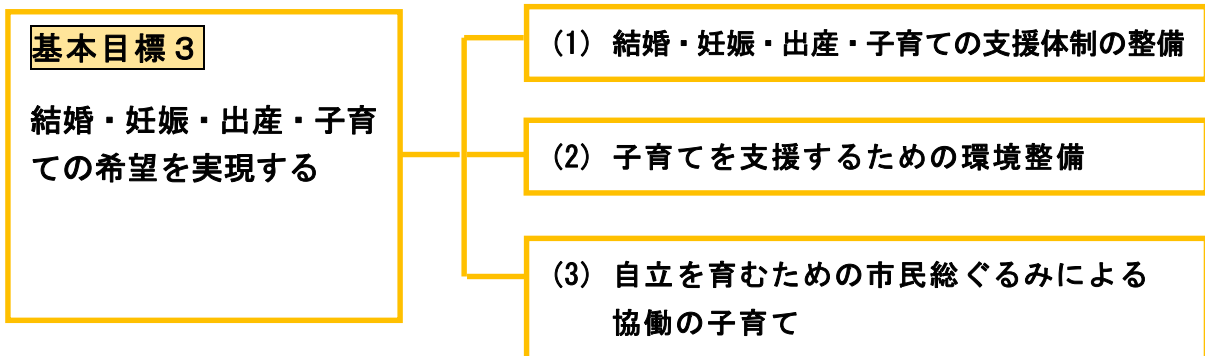 基本目標３
結婚・妊娠・出産・子育
ての希望を実現する
(1) 結婚・妊娠・出産・子育ての支援体制の整備
(2) 子育てを支援するための環境整備
(3) 自立を育むための市民総ぐるみによる
協働の子育て